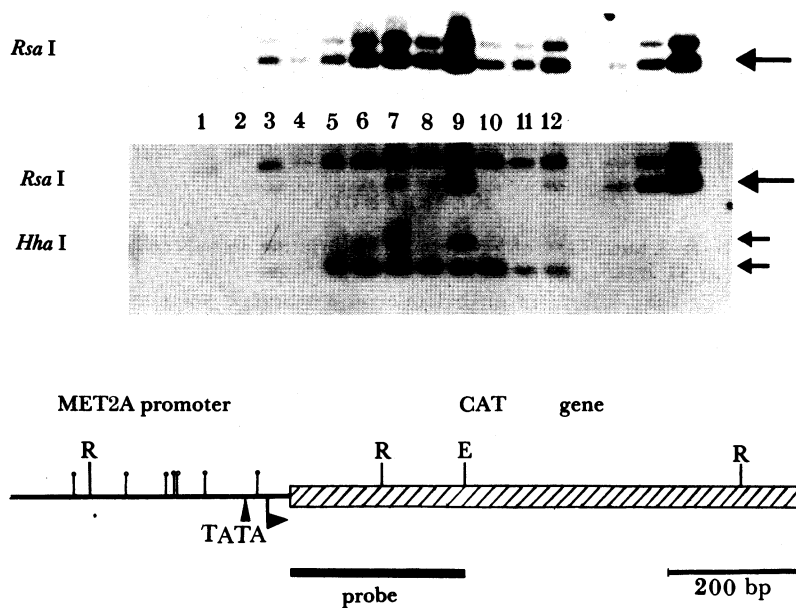 Rsa I
1 2 3 4 5 6 7 8 9 10 11 12
Rsa I
Hha I
MET2A promoter CAT gene
R R E R
TATA
probe 200 bp